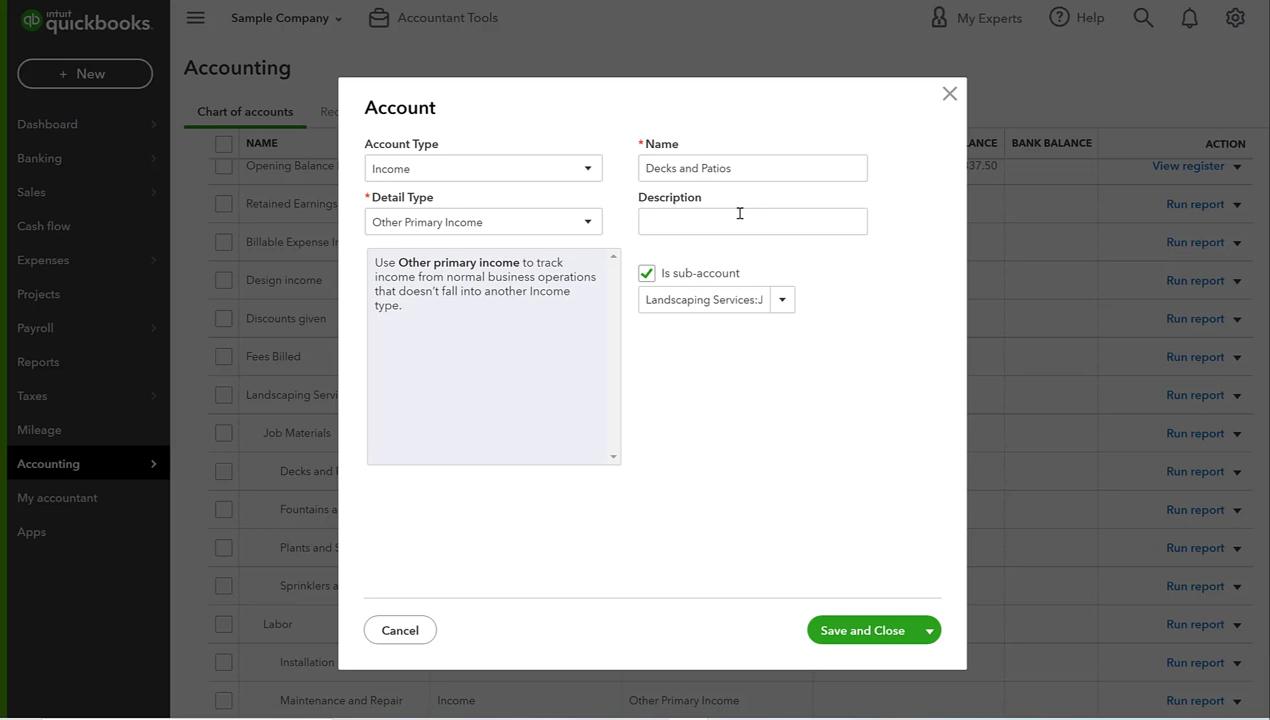 intuit
quickbooks.
Sample Company
Accountant Tools
My Experts
Help
+ New
Dashboard
Banking
Sales
Cash flow
Expenses
Projects
Payroll
Reports
Taxes
Mileage
Accounting
My accountant
Apps
Accounting
Chart of accounts
NAME
BANK BALANCE
ACTION
Opening Balance
37.50
View register
Retained Earnings
Run report
Billable Expense
Run report
Design income
Run report
Discounts given
Run report
Fees Billed
Run report
Landscaping
Run report
Job Materials
Run report
Decks and
Run report
Fountains
Run report
Plants and
Run report
Sprinklers
Run report
Labor
Run report
Installation
Run report
Maintenance and Repair Income Other Primary Income Run report
Account
Account Type
Income
* Detail Type
Other Primary Income
Use Other primary income to track
income from normal business operations
that doesn't fall into another Income
type.
* Name
Decks and Patios
Description
Is sub-account
Landscaping Services:J
Cancel
Save and Close